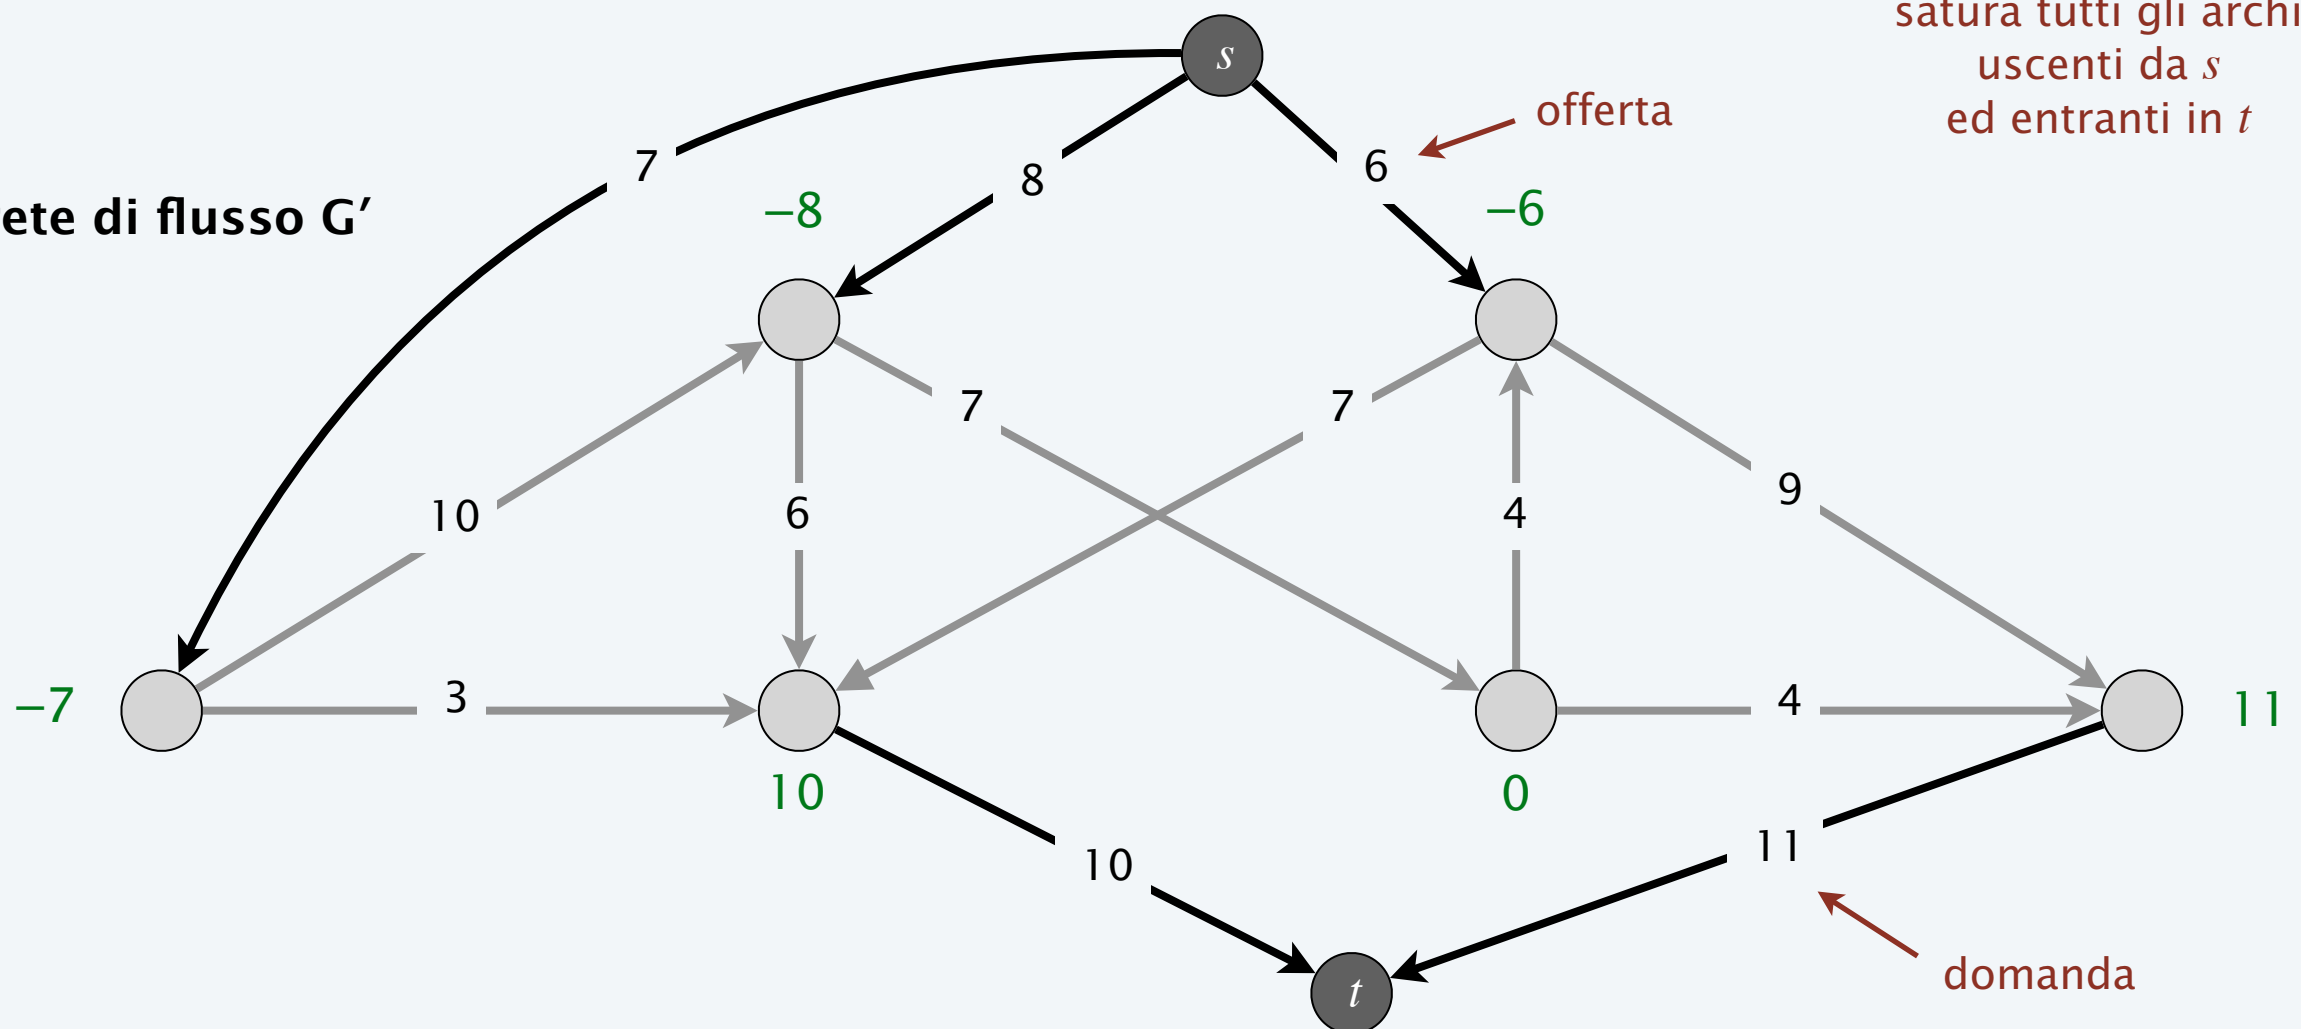 satura tutti gli archi
uscenti da s
ed entranti in t
s
offerta
7
8
6
ete di flusso G′
–8
–6
7
7
10
6
4
9
–7
3
4
11
10
0
10
11
domanda
t